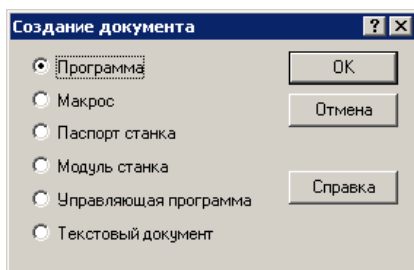 Создание документа
Программа
OK
Макрос
Отмена
Паспорт станка
Модуль станка
Справка
Управляющая программа
Текстовый документ